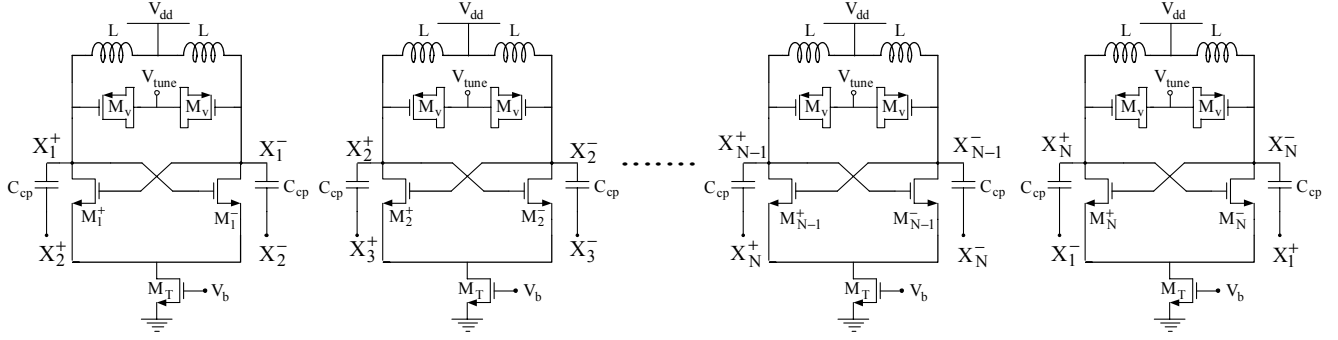 V_dd V_dd V_dd V_dd
L L L L L L L L
V_tune V_tune V_tune V_tune
M_v M_v M_v M_v M_v M_v M_v M_v
X_1^+ X_1^- X_2^+ X_2^- X_{N-1}^+ X_{N-1}^- X_N^+ X_N^-
C_cp C_cp C_cp C_cp C_cp C_cp C_cp C_cp
M_1^+ M_1^- M_2^+ M_2^- M_{N-1}^+ M_{N-1}^- M_N^+ M_N^-
X_2^+ X_2^- X_3^+ X_3^- X_N^+ X_N^- X_1^- X_1^+
M_T V_b M_T V_b M_T V_b M_T V_b